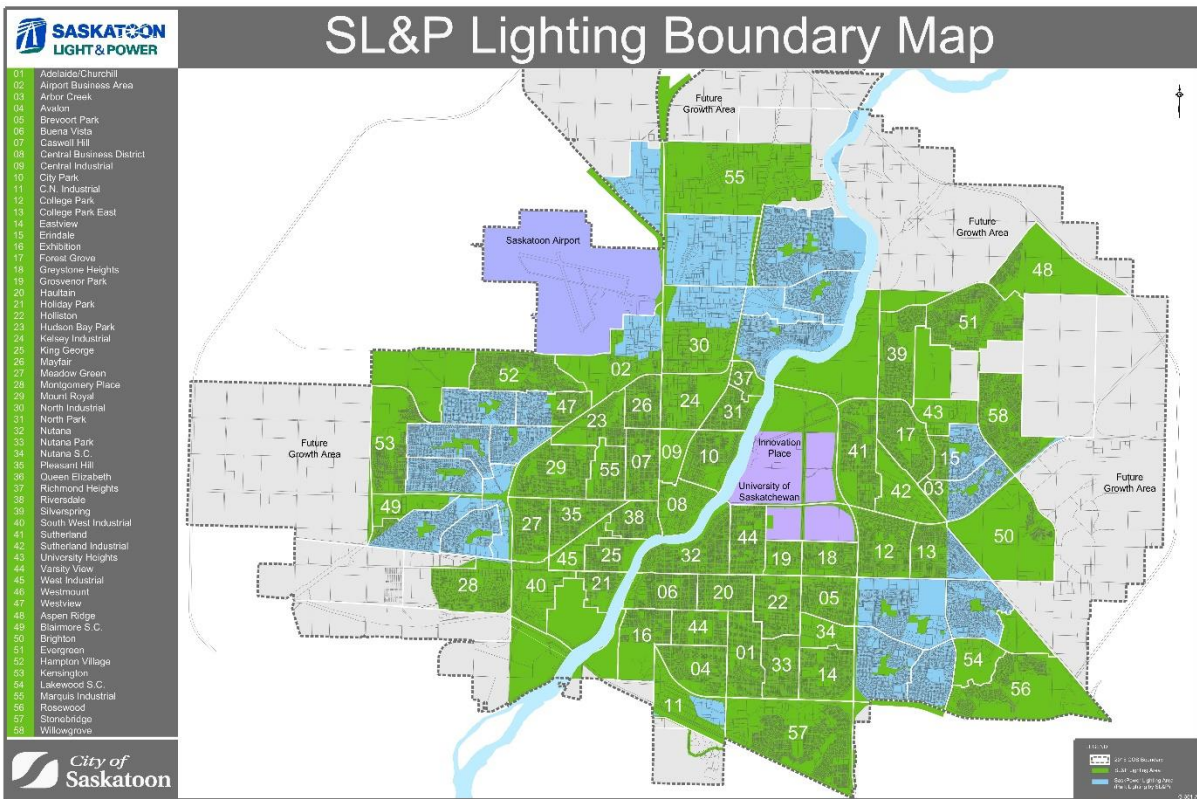 SASKATOON
LIGHT & POWER
SL&P Lighting Boundary Map
01 Adelaide/Churchill
02 Airport Business Area
03 Arbor Creek
04 Avalon
05 Brevoort Park
06 Buena Vista
07 Caswell Hill
08 Central Business District
09 Central Industrial
10 City Park
11 C.N. Industrial
12 College Park
13 College Park East
14 Eastview
15 Erindale
16 Exhibition
17 Forest Grove
18 Greystone Heights
19 Grosvenor Park
20 Haultain
21 Holiday Park
22 Holliston
23 Hudson Bay Park
24 Kelsey Industrial
25 King George
26 Mayfair
27 Meadow Green
28 Montgomery Place
29 Mount Royal
30 North Industrial
31 North Park
32 Nutana
33 Nutana Park
34 Nutana S.C.
35 Pleasant Hill
36 Queen Elizabeth
37 Richmond Heights
38 Riversdale
39 Silverspring
40 South West Industrial
41 Sutherland
42 Sutherland Industrial
43 University Heights
44 Varsity View
45 West Industrial
46 Westmount
47 Westview
48 Aspen Ridge
49 Blairmore S.C.
50 Brighton
51 Evergreen
52 Hampton Village
53 Kensington
54 Lakewood S.C.
55 Marquis Industrial
56 Rosewood
57 Stonebridge
58 Willowgrove
City of
Saskatoon
Future
Growth Area
55
Saskatoon Airport
Future
Growth Area
48
51
30
39
02
52
37
47
26
24
31
23
43
58
53
Future
Growth Area
29
55
07
09
10
Innovation
Place
41
17
15
University of
Saskatchewan
42
03
Future
Growth Area
49
27
35
38
08
44
50
45
25
32
19
18
12
13
28
40
21
06
20
22
05
16
44
34
04
01
33
14
54
56
11
57
LEGEND
SL&P Lighting Area
SaskPower Lighting Area